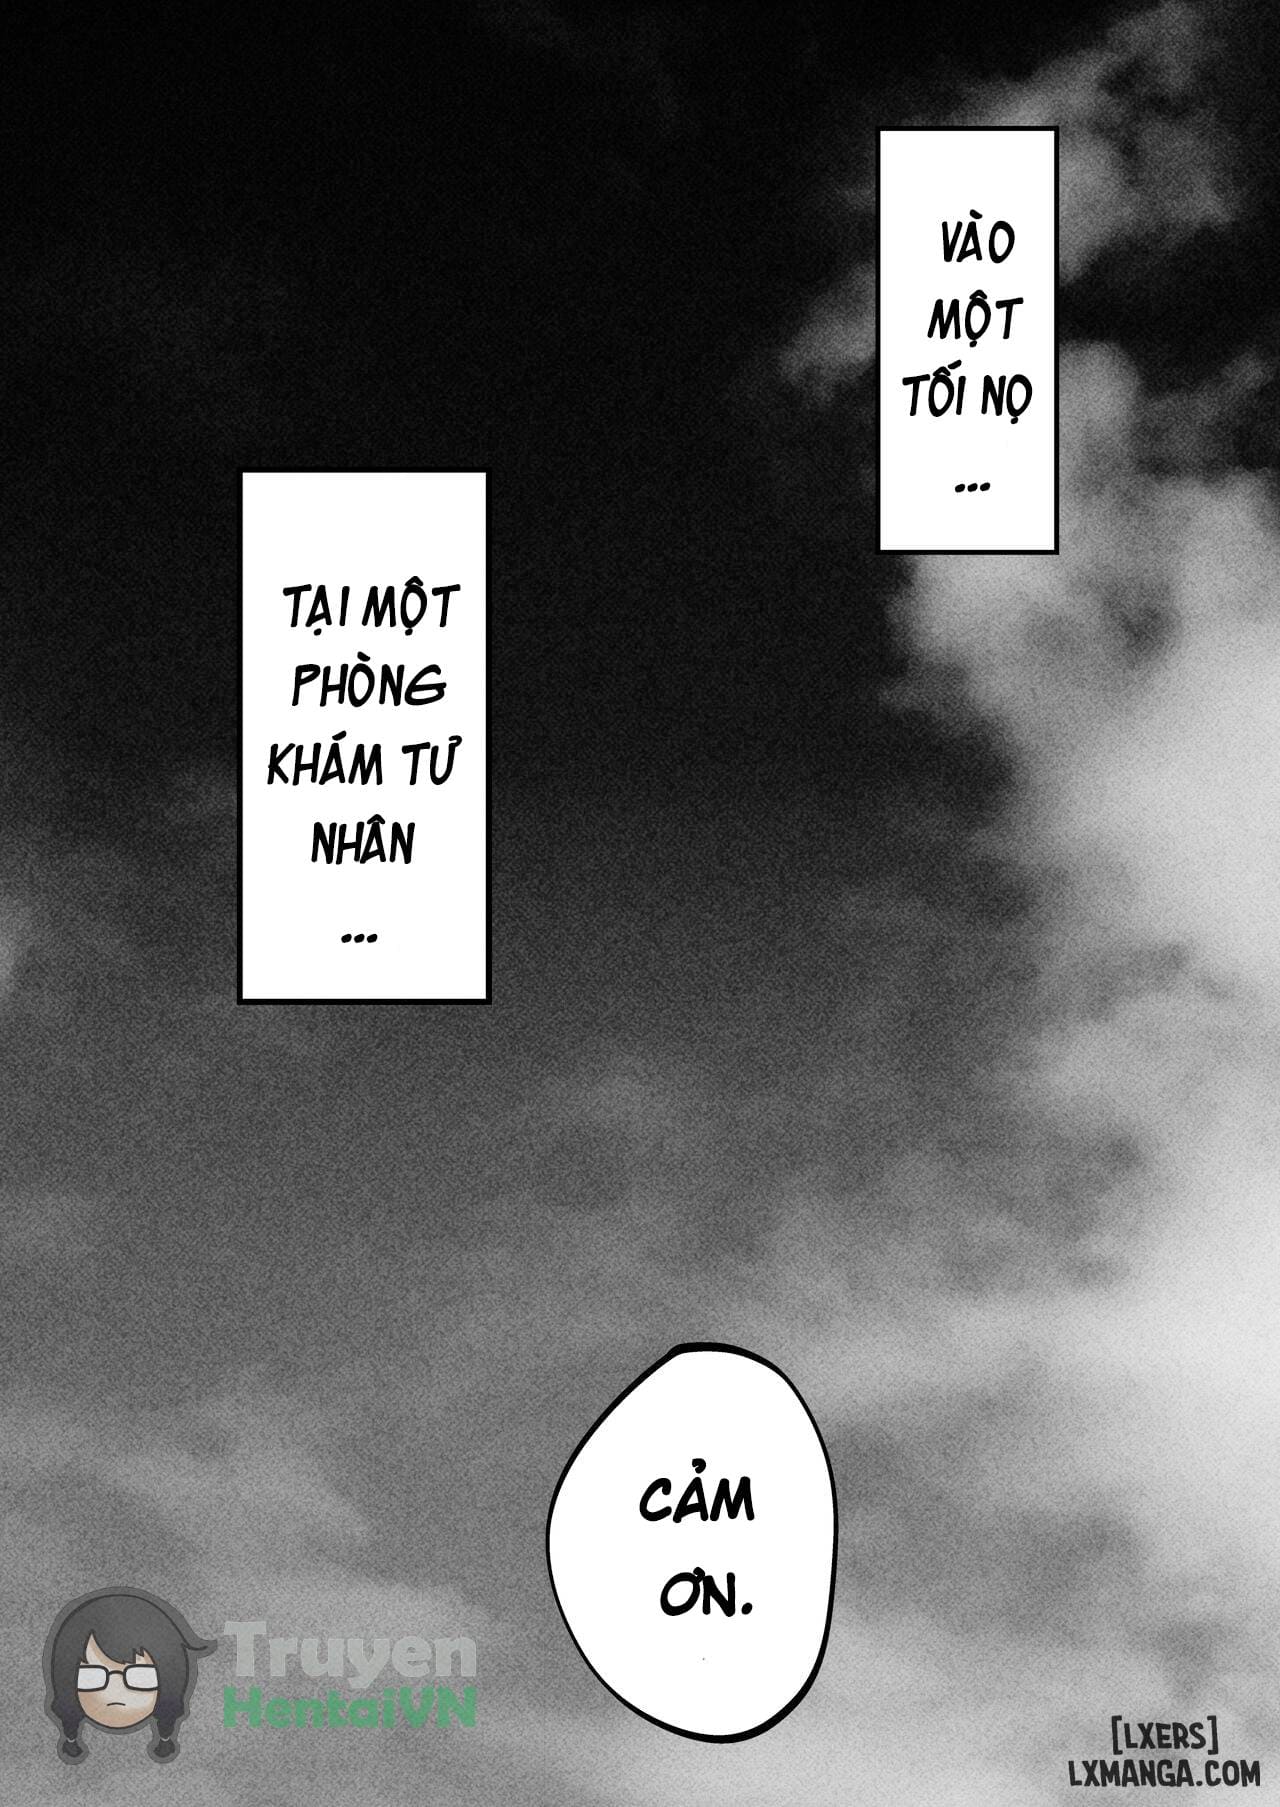 VÀO
MỘT
TỐI NỌ
...
TẠI MỘT
PHÒNG
KHÁM TƯ
NHÂN
...
CẢM
ƠN.
Truyen
HentaiVN
[LXERS]
LXMANGA.COM